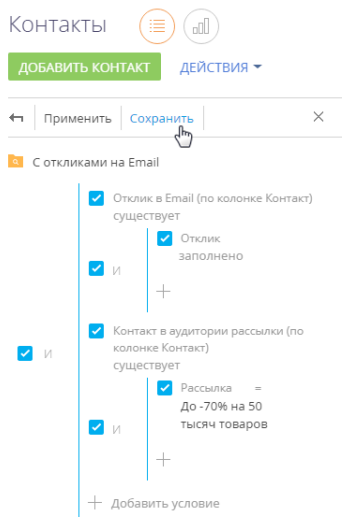 Контакты
ДОБАВИТЬ КОНТАКТ ДЕЙСТВИЯ
Применить Сохранить
С откликами на Email
Отклик в Email (по колонке Контакт)
существует
Отклик
заполнено
И
Контакт в аудитории рассылки (по
колонке Контакт)
существует
И
Рассылка =
До -70% на 50
тысяч товаров
И
Добавить условие